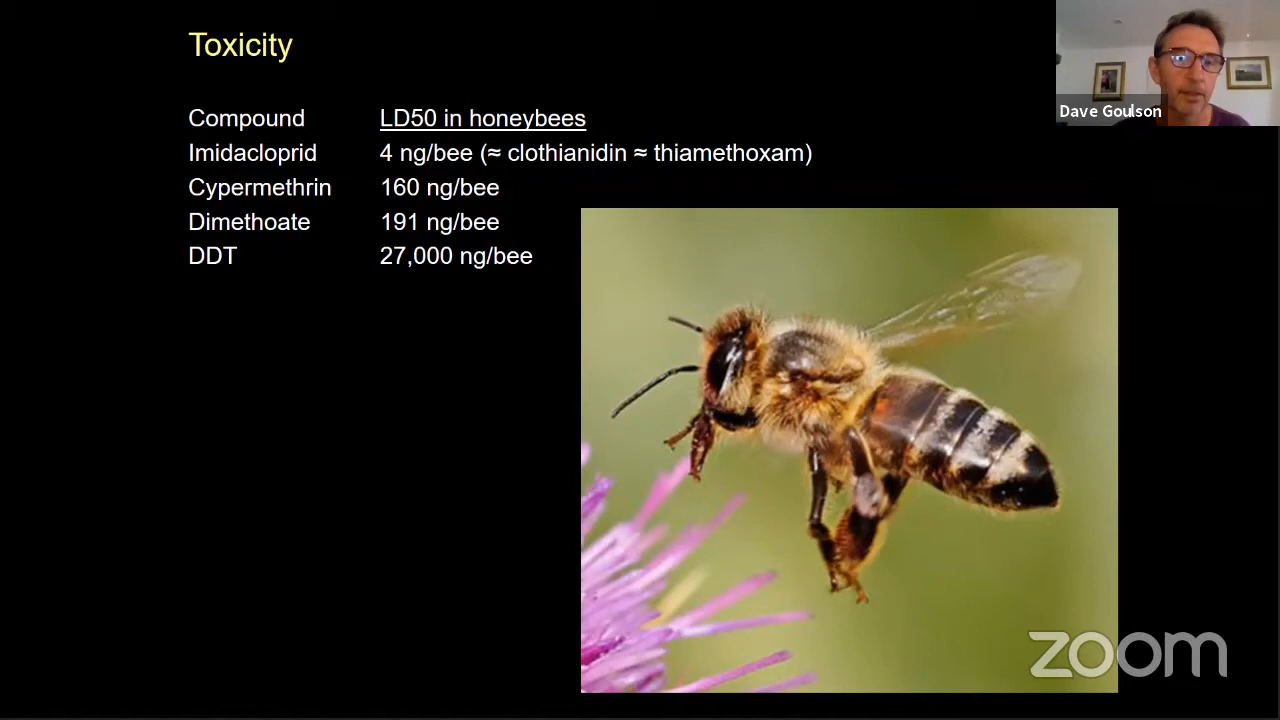 Toxicity
Compound LD50 in honeybees
Imidacloprid 4 ng/bee (≈ clothianidin ≈ thiamethoxam)
Cypermethrin 160 ng/bee
Dimethoate 191 ng/bee
DDT 27,000 ng/bee
Dave Goulson
zoom